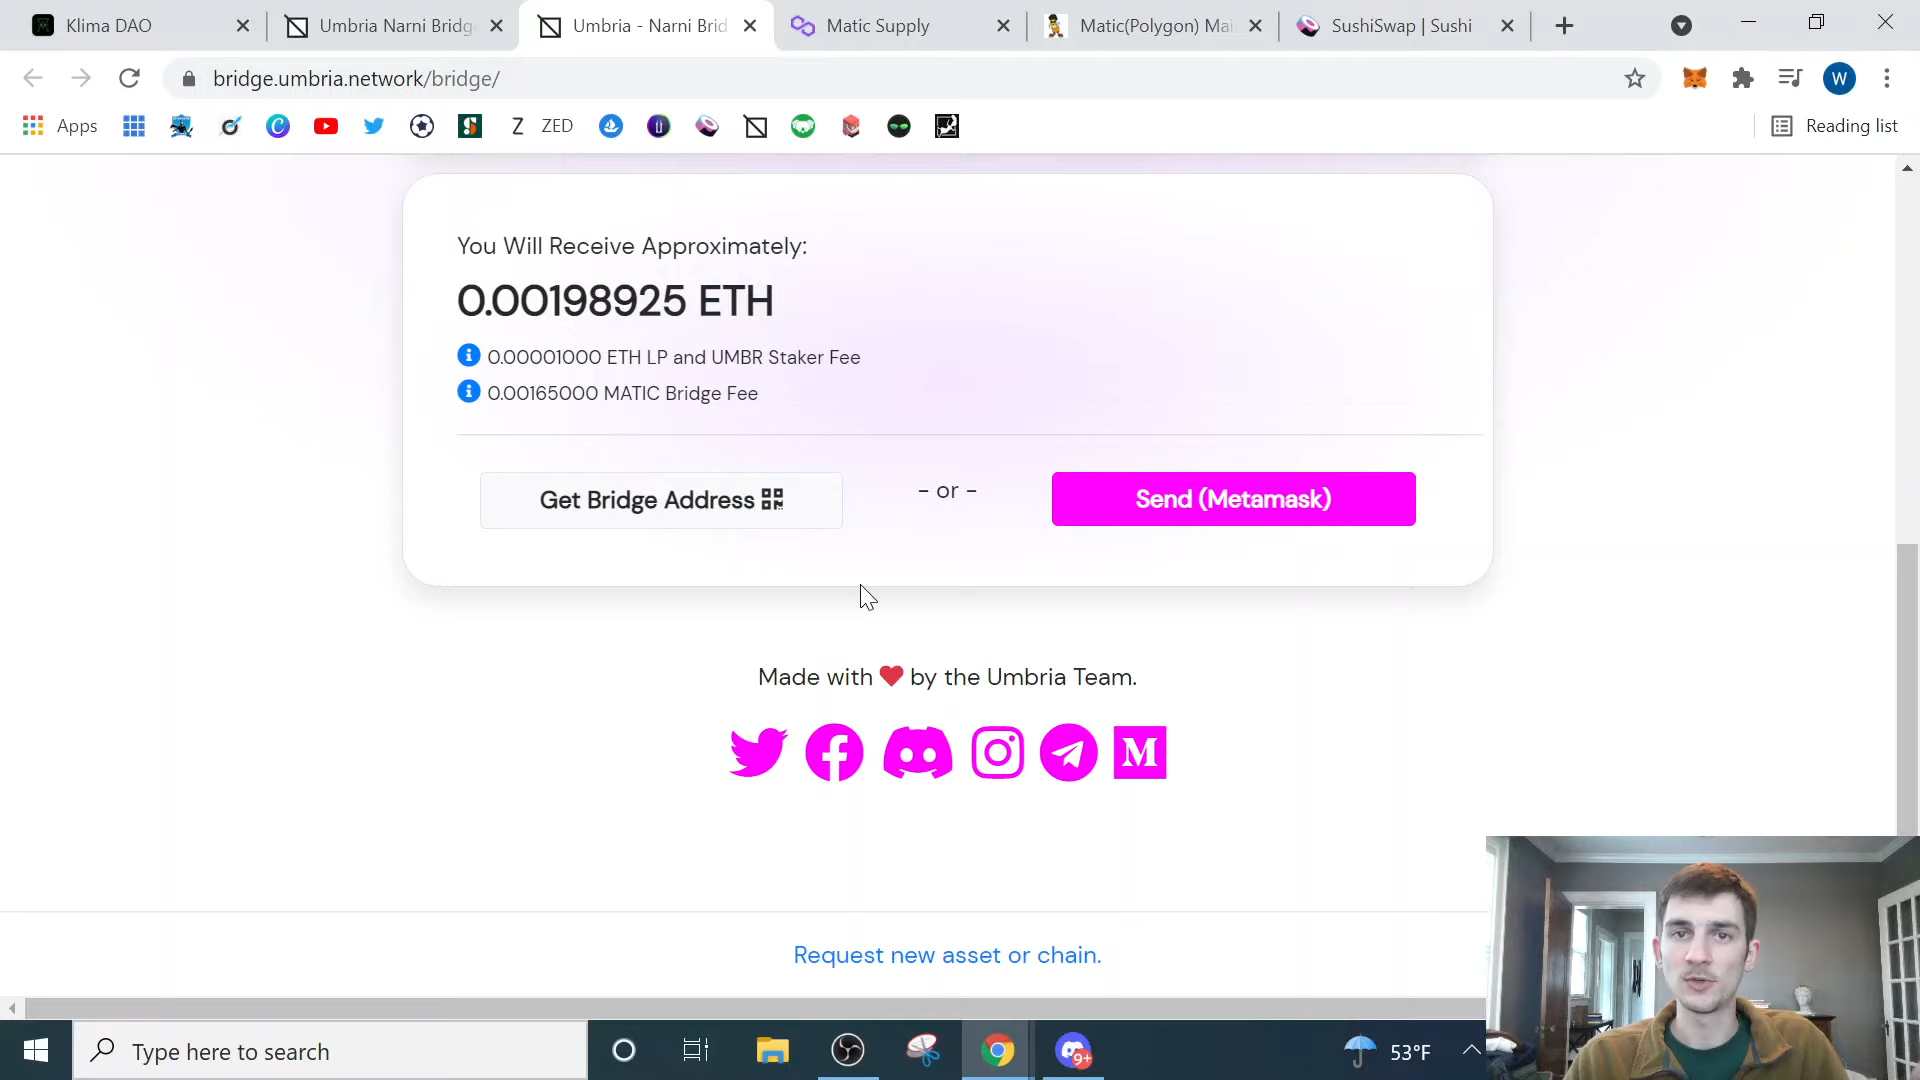 Klima DAO
Umbria Narni Bridge
Umbria - Narni Brid
Matic Supply
Matic(Polygon) Mai
SushiSwap | Sushi
bridge.umbria.network/bridge/
W
Apps
Z ZED
Reading list
You Will Receive Approximately:
0.00198925 ETH
0.00001000 ETH LP and UMBR Staker Fee
0.00165000 MATIC Bridge Fee
Get Bridge Address
- or -
Send (Metamask)
Made with ❤ by the Umbria Team.
M
Request new asset or chain.
Type here to search
9+
53°F